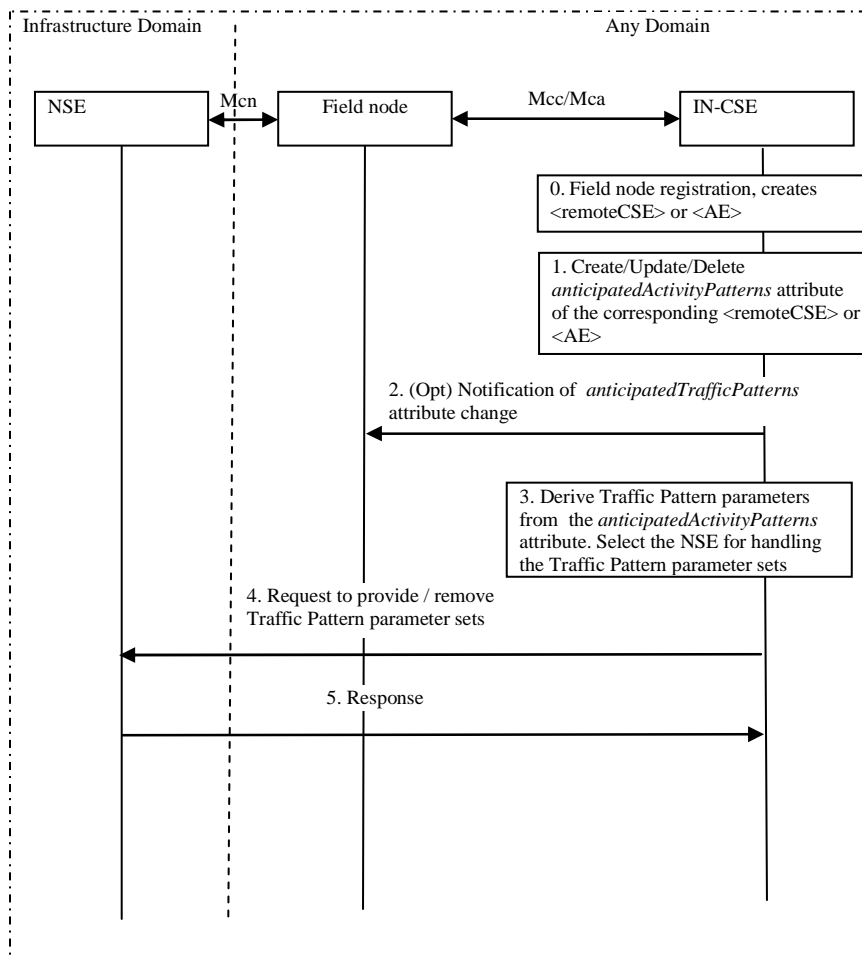 Infrastructure Domain
Any Domain
NSE
Mcn
Field node
Mcc/Mca
IN-CSE
0. Field node registration, creates
<remoteCSE> or <AE>
1. Create/Update/Delete
anticipatedActivityPatterns attribute
of the corresponding <remoteCSE> or
<AE>
2. (Opt) Notification of anticipatedTrafficPatterns
attribute change
3. Derive Traffic Pattern parameters
from the anticipatedActivityPatterns
attribute. Select the NSE for handling
the Traffic Pattern parameter sets
4. Request to provide / remove
Traffic Pattern parameter sets
5. Response